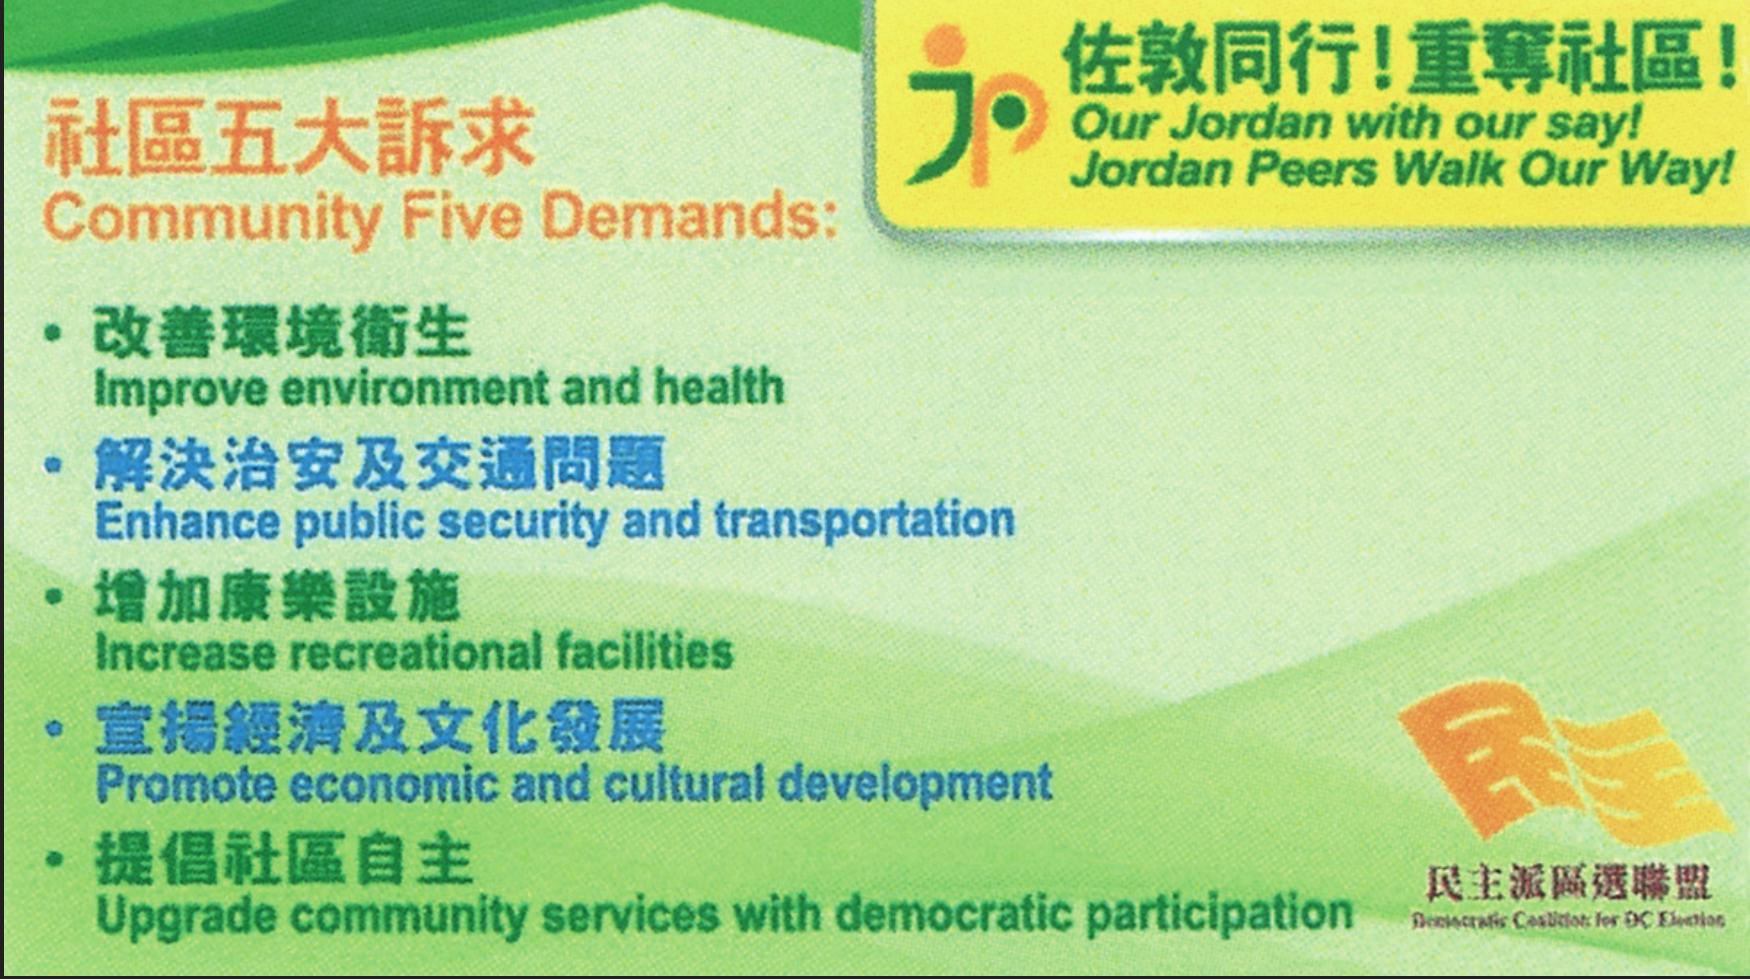 佐敦同行！重奪社區！
Our Jordan with our say!
Jordan Peers Walk Our Way!
社區五大訴求
Community Five Demands:
• 改善環境衛生
Improve environment and health
• 解決治安及交通問題
Enhance public security and transportation
• 增加康樂設施
Increase recreational facilities
• 宣揚經濟及文化發展
Promote economic and cultural development
• 提倡社區自主
Upgrade community services with democratic participation
民主派區選聯盟
Democratic Coalition for DC Election